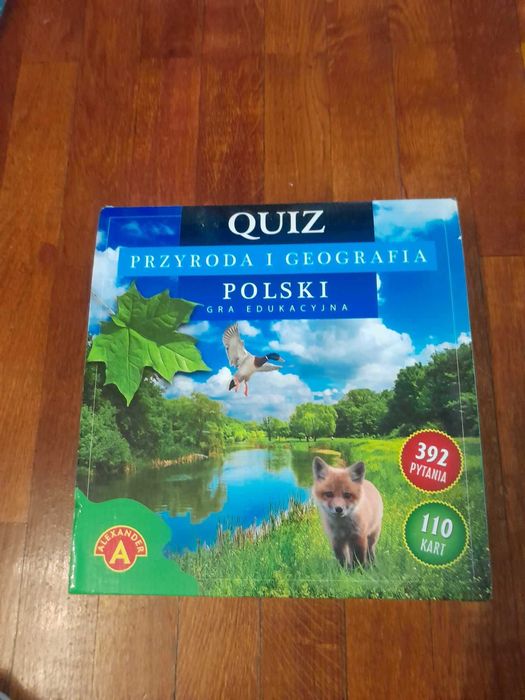 QUIZ
PRZYRODA I GEOGRAFIA
POLSKI
GRA EDUKACYJNA
392
PYTANIA
110
KART
ALEXANDER
A